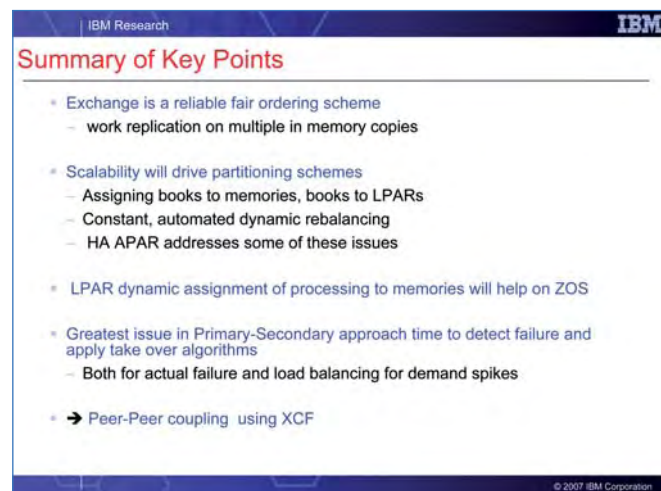 IBM Research
IBM
Summary of Key Points
Exchange is a reliable fair ordering scheme
– work replication on multiple in memory copies
Scalability will drive partitioning schemes
– Assigning books to memories, books to LPARs
– Constant, automated dynamic rebalancing
– HA APAR addresses some of these issues
LPAR dynamic assignment of processing to memories will help on ZOS
Greatest issue in Primary-Secondary approach time to detect failure and
apply take over algorithms
– Both for actual failure and load balancing for demand spikes
➔ Peer-Peer coupling using XCF
© 2007 IBM Corporation